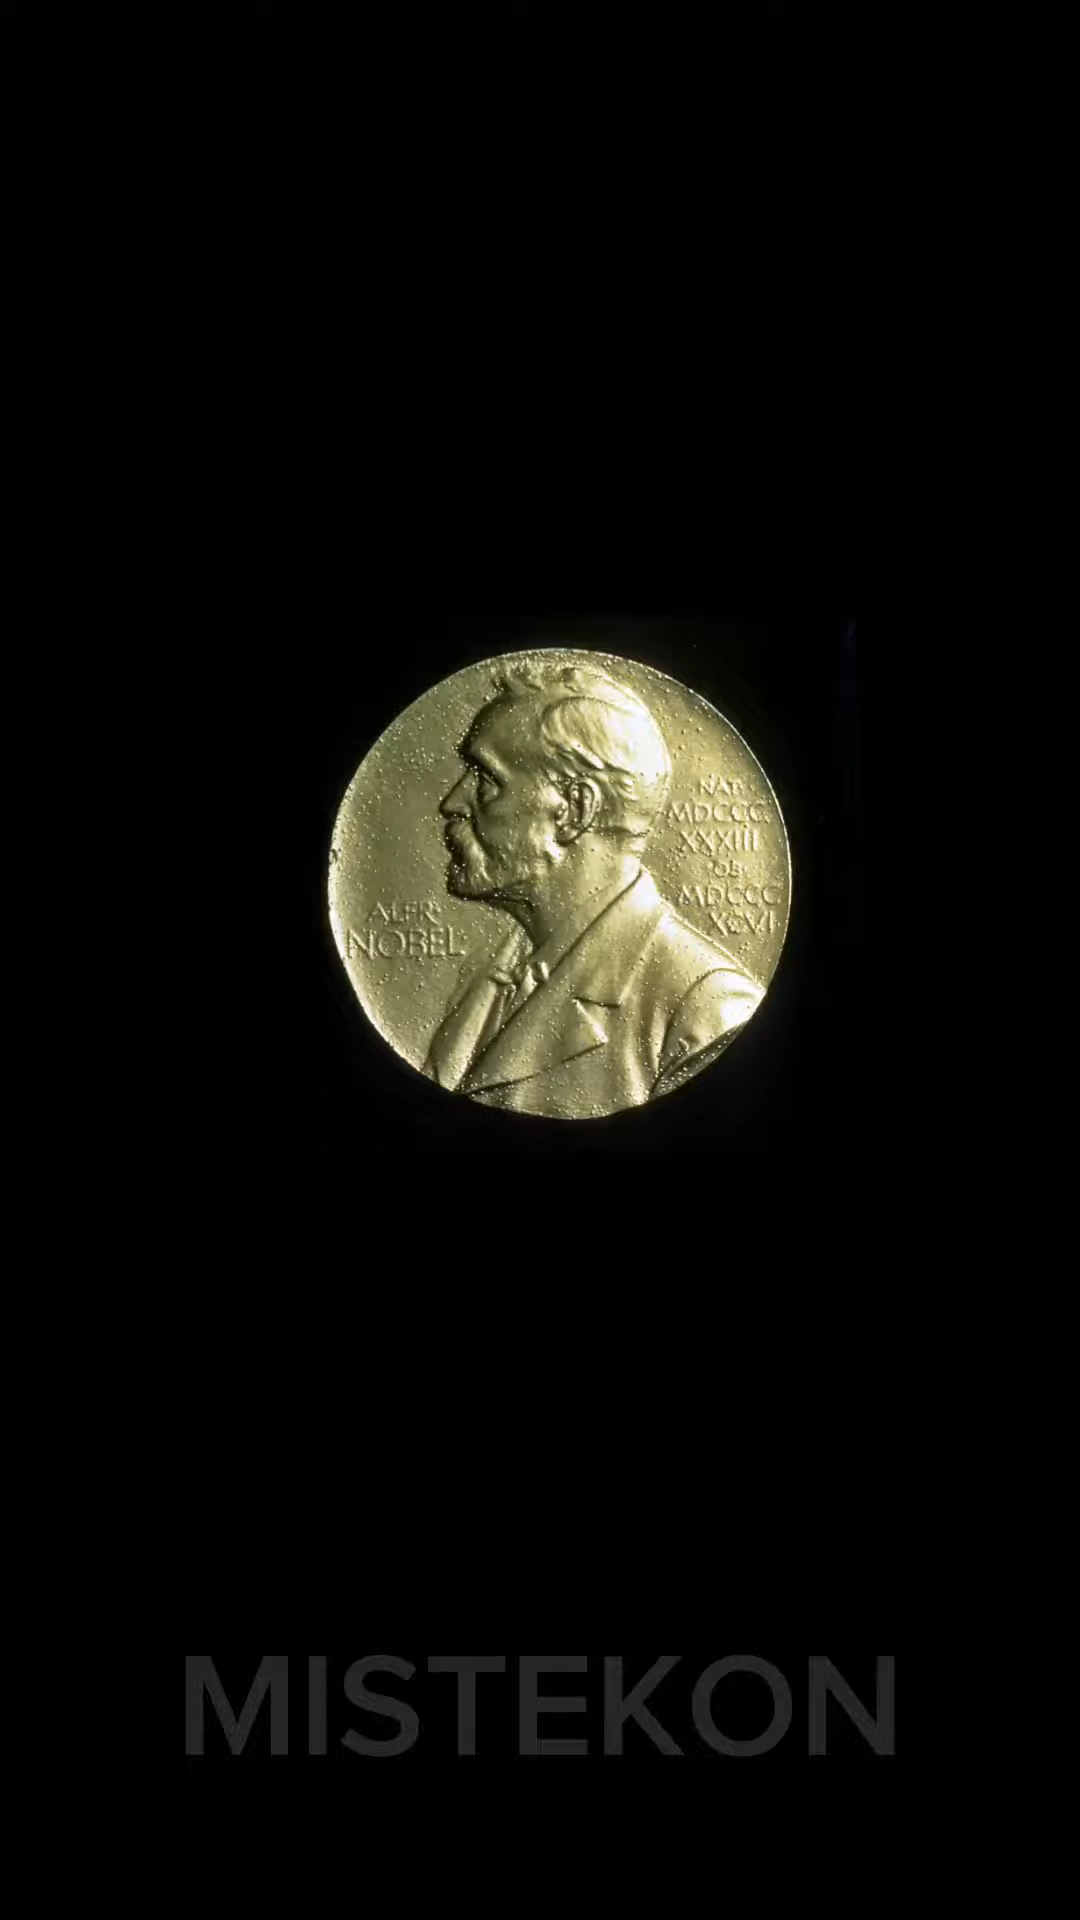 ALFR·
NOBEL
NAT·
MDCCC
XXXIII
OB·
MDCCC
XCVI
MISTEKON